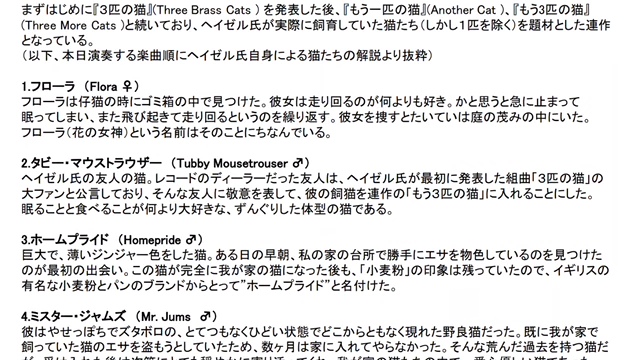 まずはじめに『３匹の猫』(Three Brass Cats ) を発表した後、『もう一匹の猫』(Another Cat )、『もう3匹の猫』
(Three More Cats )と続いており、ヘイゼル氏が実際に飼育していた猫たち(しかし１匹を除く)を題材とした連作
となっている。
（以下、本日演奏する楽曲順にヘイゼル氏自身による猫たちの解説より抜粋）
1.フローラ （Flora ♀）
フローラは仔猫の時にゴミ箱の中で見つけた。彼女は走り回るのが何よりも好き。かと思うと急に止まって
眠ってしまい、また飛び起きて走り回るというのを繰り返す。彼女を捜すとたいていは庭の茂みの中にいた。
フローラ（花の女神）という名前はそのことにちなんでいる。
2.タビー・マウストラウザー （Tubby Mousetrouser ♂）
ヘイゼル氏の友人の猫。レコードのディーラーだった友人は、ヘイゼル氏が最初に発表した組曲「３匹の猫」の
大ファンと公言しており、そんな友人に敬意を表して、彼の飼猫を連作の「もう３匹の猫」に入れることにした。
眠ることと食べることが何より大好きな、ずんぐりした体型の猫である。
3.ホームプライド （Homepride ♂）
巨大で、薄いジンジャー色をした猫。ある日の早朝、私の家の台所で勝手にエサを物色しているのを見つけた
のが最初の出会い。この猫が完全に我が家の猫になった後も、「小麦粉」の印象は残っていたので、イギリスの
有名な小麦粉とパンのブランドからとって”ホームプライド”と名付けた。
4.ミスター・ジャムズ （Mr. Jums ♂）
彼はやせっぽちでズタボロの、とてつもなくひどい状態でどこからともなく現れた野良猫だった。既に我が家で
飼っていた猫のエサを盗もうとしていたため、数ヶ月は家に入れてやらなかった。そんな荒んだ過去を持つ猫だ